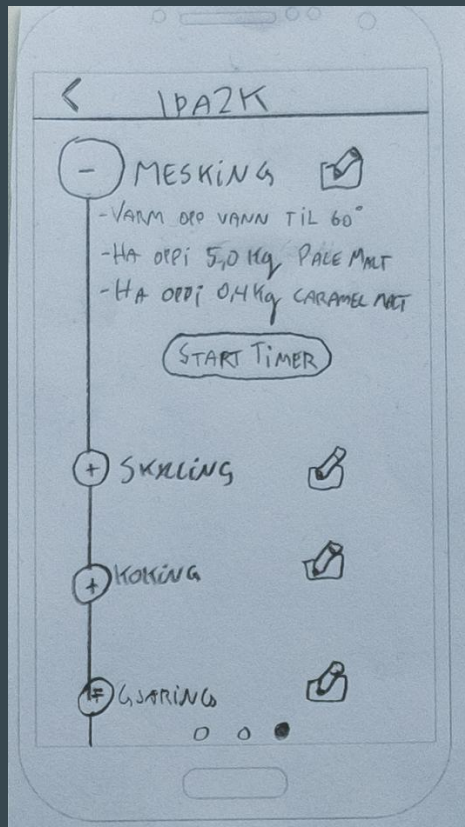 < IPA2K
- MESKING
- VARM OPP VANN TIL 60°
- HA OPPI 5,0 Kg PALE MALT
- HA OPPI 0,4 Kg CARAMEL MALT
START TIMER
+ SKYLING
+ KOKING
GJÆRING